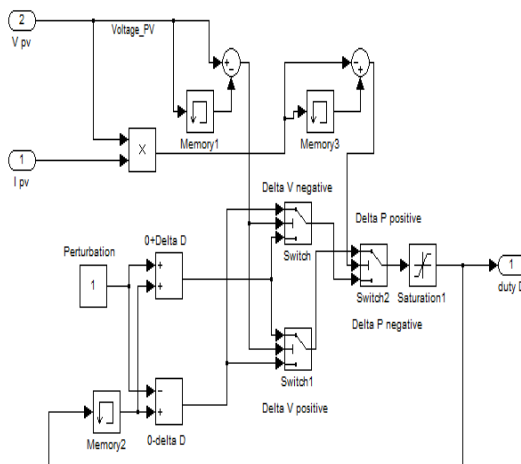 2
V pv
Voltage_PV
+
−
−
+
Memory1
Memory3
X
1
I pv
Delta V negative
Delta P positive
Perturbation
0+Delta D
Switch
1
+
+
1
Switch2
Saturation1
duty D
Delta P negative
Switch1
−
+
Delta V positive
Memory2
0-delta D